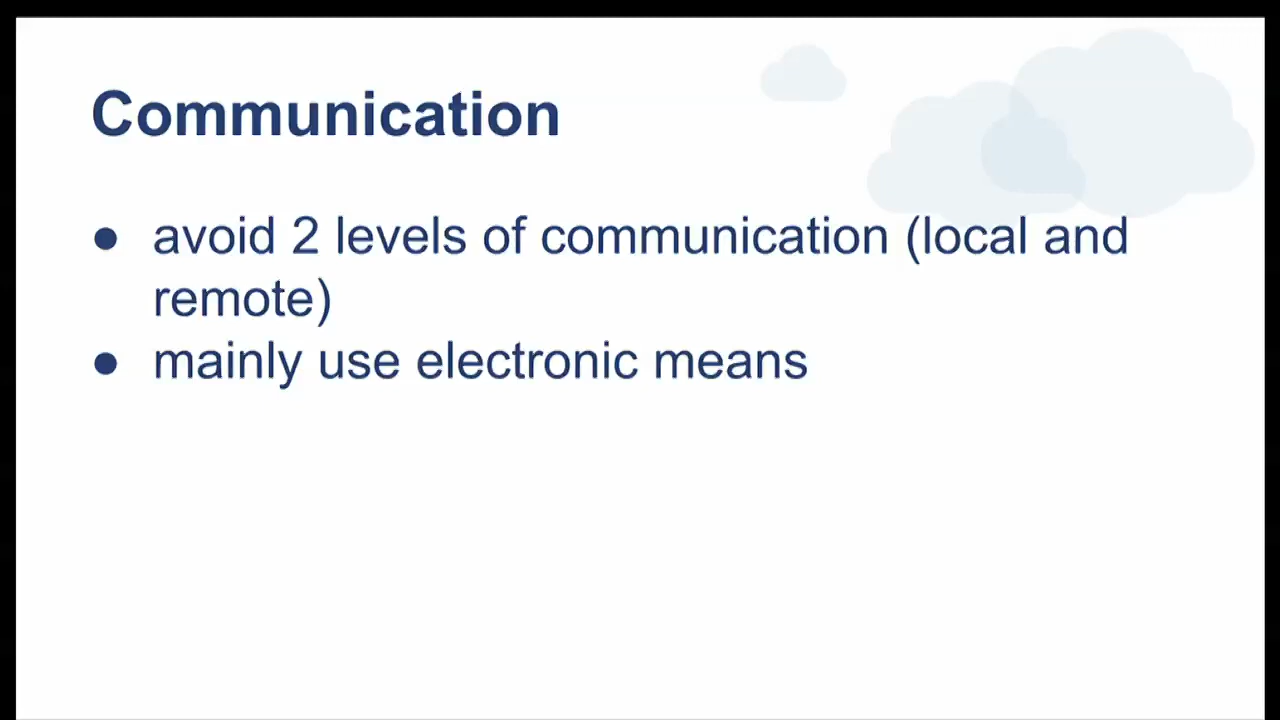 Communication
● avoid 2 levels of communication (local and
remote)
● mainly use electronic means